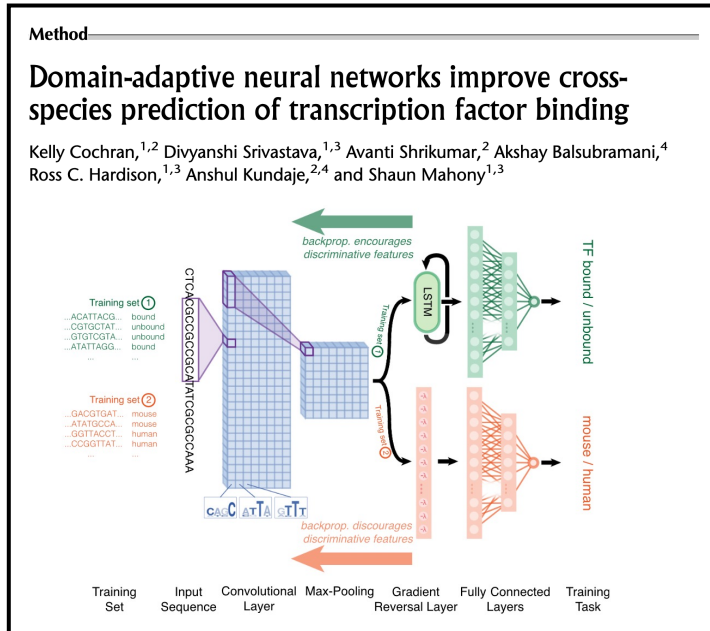 Method
Domain-adaptive neural networks improve cross-
species prediction of transcription factor binding
Kelly Cochran,1,2 Divyanshi Srivastava,1,3 Avanti Shrikumar,2 Akshay Balsubramani,4
Ross C. Hardison,1,3 Anshul Kundaje,2,4 and Shaun Mahony1,3
backprop. encourages
discriminative features
Training set 1
...ACATTACG... bound
...CGTGCTAT... unbound
...GTGTCGTA... unbound
...ATATTAGG... bound
... ...
Training set 2
...GACGTGAT... mouse
...ATATGCCA... mouse
...GGTTACCT... human
...CCGGTTAT... human
... ...
CTCACGCCGCCGCATATCGCGCCAAA
CAGC ATTA GTTT
Training set 1
LSTM
...
...
TF bound / unbound
Training set 2
...
...
...
mouse / human
backprop. discourages
discriminative features
Training Set
Input Sequence
Convolutional Layer
Max-Pooling
Gradient Reversal Layer
Fully Connected Layers
Training Task